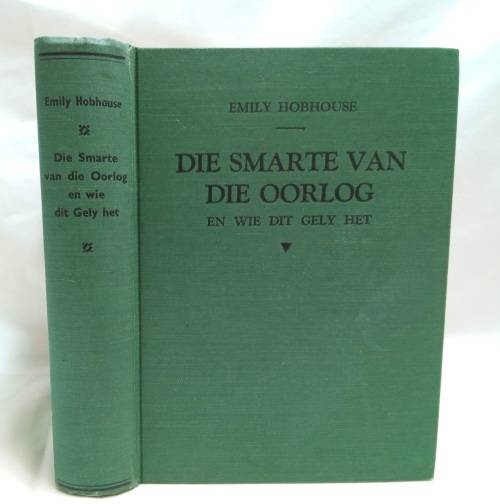 Emily Hobhouse
Die Smarte
van die Oorlog
en wie
dit Gely het
EMILY HOBHOUSE
DIE SMARTE VAN
DIE OORLOG
EN WIE DIT GELY HET